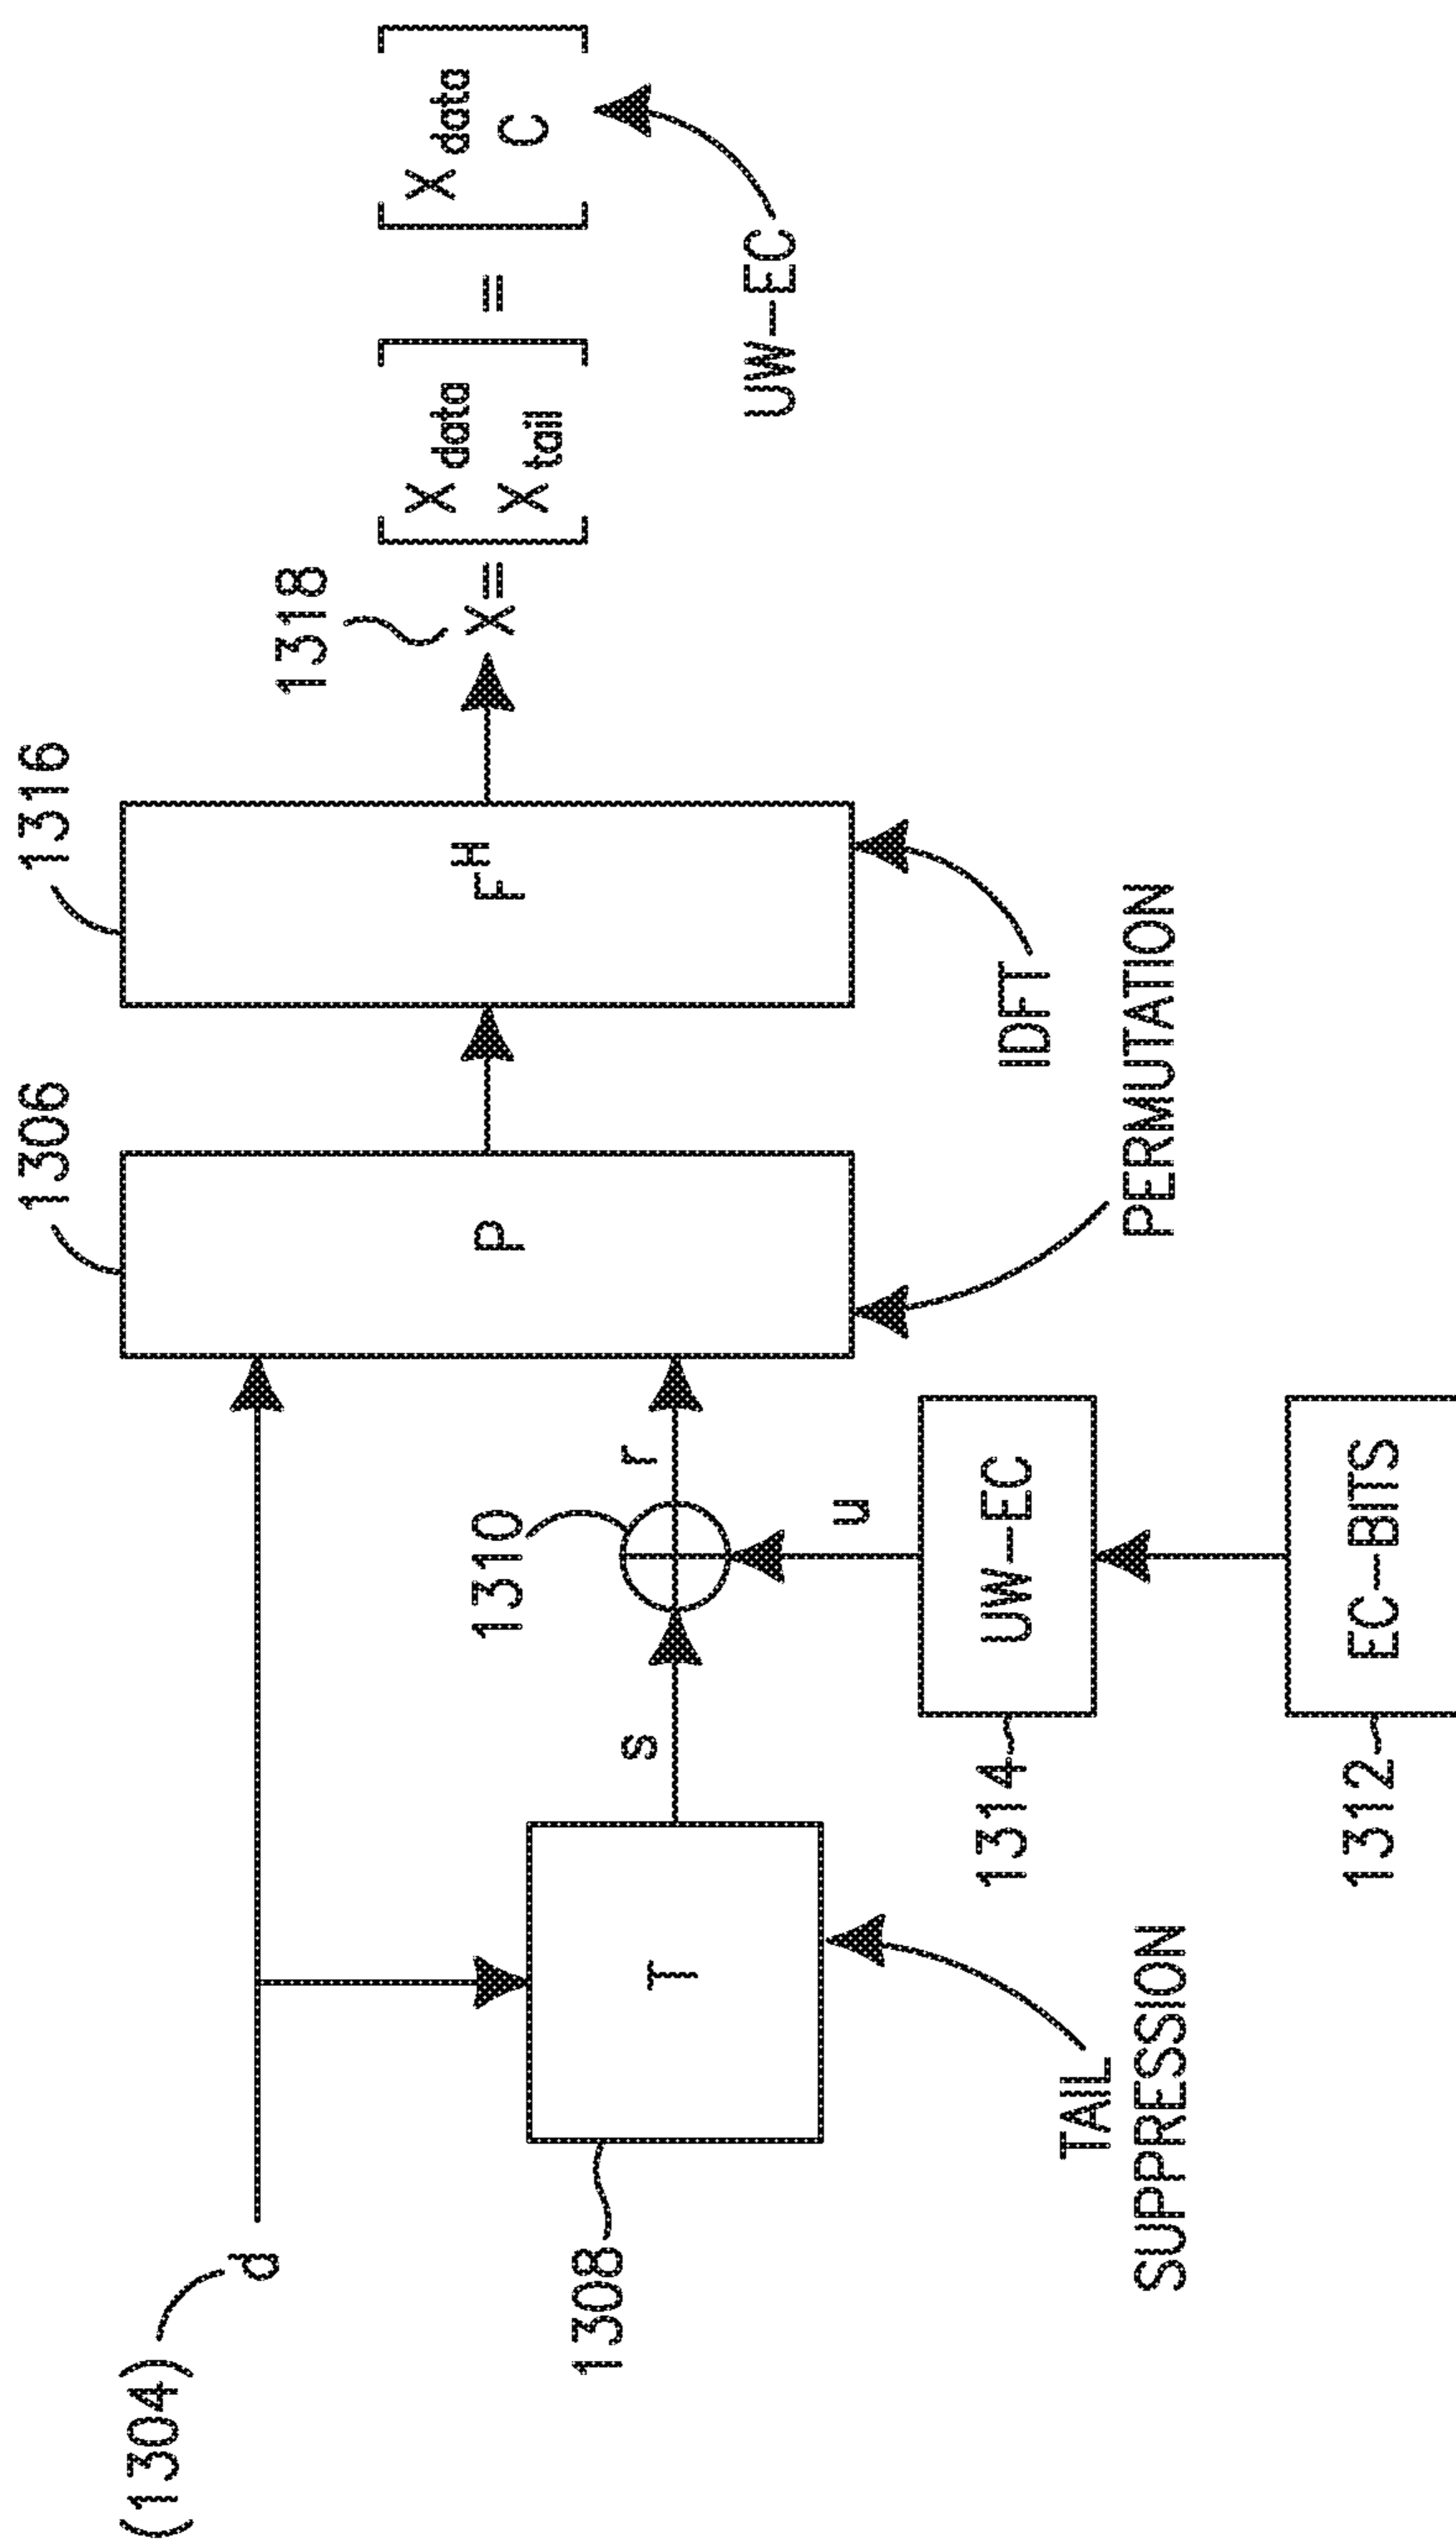 (1304)
d
1308
T
TAIL
SUPPRESSION
s
1310
r
u
1314
UW-EC
1312
EC-BITS
1306
P
PERMUTATION
1316
F^H
IDFT
1318
X = [ X data X tail ] = [ X data C ]
UW-EC